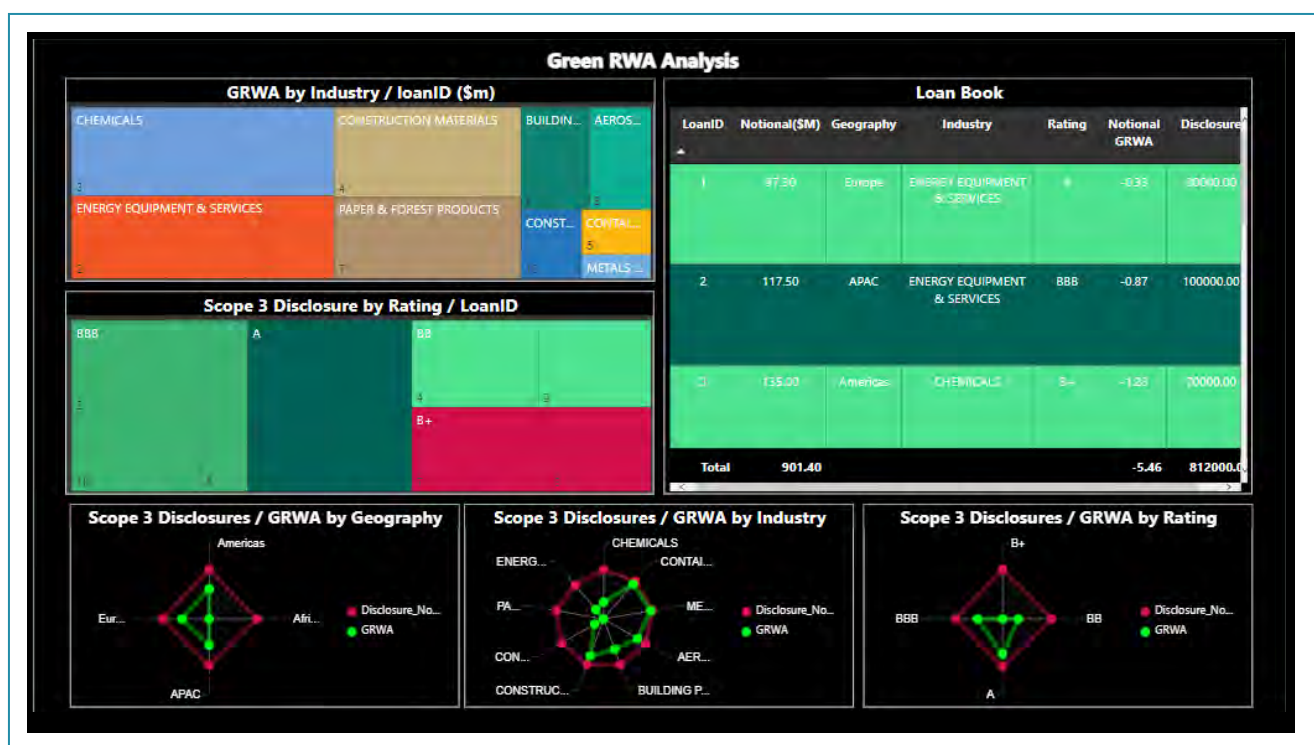 Green RWA Analysis
GRWA by Industry / loanID ($m)
CHEMICALS
CONSTRUCTION MATERIALS
BUILDIN...
AEROS...
3
4
ENERGY EQUIPMENT & SERVICES
PAPER & FOREST PRODUCTS
CONST...
CONTAI...
5
METALS ...
2
7
Scope 3 Disclosure by Rating / LoanID
BBB
A
BB
4
9
B+
Loan Book
LoanID Notional($M) Geography Industry Rating Notional GRWA Disclosure
1 97.30 Europe ENERGY EQUIPMENT & SERVICES -0.33 80000.00
2 117.50 APAC ENERGY EQUIPMENT & SERVICES BBB -0.87 100000.00
135.00 Americas CHEMICALS B+ 70000.00
Total 901.40 -5.46 812000.0
Scope 3 Disclosures / GRWA by Geography
Americas
Eur...
Afri...
APAC
Disclosure_No...
GRWA
Scope 3 Disclosures / GRWA by Industry
CHEMICALS
ENERG...
CONTAI...
PA...
ME...
CON...
AER...
CONSTRUC...
BUILDING P...
Disclosure_No...
GRWA
Scope 3 Disclosures / GRWA by Rating
B+
BBB
BB
A
Disclosure_No...
GRWA